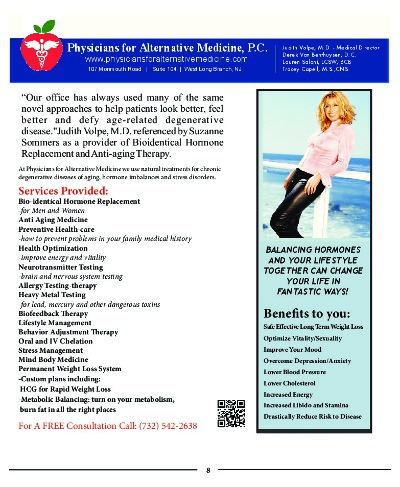 Physicians for Alternative Medicine, P.C.
www.physiciansforalternativemedicine.com
107 Monmouth Road | Suite 104 | West Long Branch, NJ
Judith Volpe, M.D. - Medical Director
Derek Van Benthuysen, D.C.
Lauren Salani, LCSW, BCB
Tracey Capell, M.S.,CNS
"Our office has always used many of the same
novel approaches to help patients look better, feel
better and defy age-related degenerative
disease."Judith Volpe, M.D. referenced by Suzanne
Sommers as a provider of Bioidentical Hormone
Replacement and Anti-aging Therapy.
At Physicians for Alternative Medicine we use natural treatments for chronic
degenerative diseases of aging, hormone imbalances and stress disorders.
Services Provided:
Bio-identical Hormone Replacement
-for Men and Women
Anti Aging Medicine
Preventive Health care
-how to prevent problems in your family medical history
Health Optimization
-improve energy and vitality
Neurotransmitter Testing
-brain and nervous system testing
Allergy Testing-therapy
Heavy Metal Testing
for lead, mercury and other dangerous toxins
Biofeedback Therapy
Lifestyle Management
Behavior Adjustment Therapy
Oral and IV Chelation
Stress Management
Mind Body Medicine
Permanent Weight Loss System
-Custom plans including:
HCG for Rapid Weight Loss
Metabolic Balancing: turn on your metabolism,
burn fat in all the right places
For A FREE Consultation Call: (732) 542-2638
BALANCING HORMONES
AND YOUR LIFESTYLE
TOGETHER CAN CHANGE
YOUR LIFE IN
FANTASTIC WAYS!
Benefits to you:
Safe Effective Long Term Weight Loss
Optimize Vitality/Sexuality
Improve Your Mood
Overcome Depression/Anxiety
Lower Blood Pressure
Lower Cholesterol
Increased Energy
Increased Libido and Stamina
Drastically Reduce Risk to Disease
8